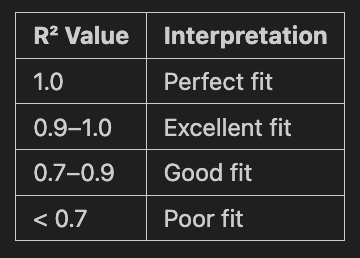 R² Value Interpretation
1.0 Perfect fit
0.9–1.0 Excellent fit
0.7–0.9 Good fit
< 0.7 Poor fit